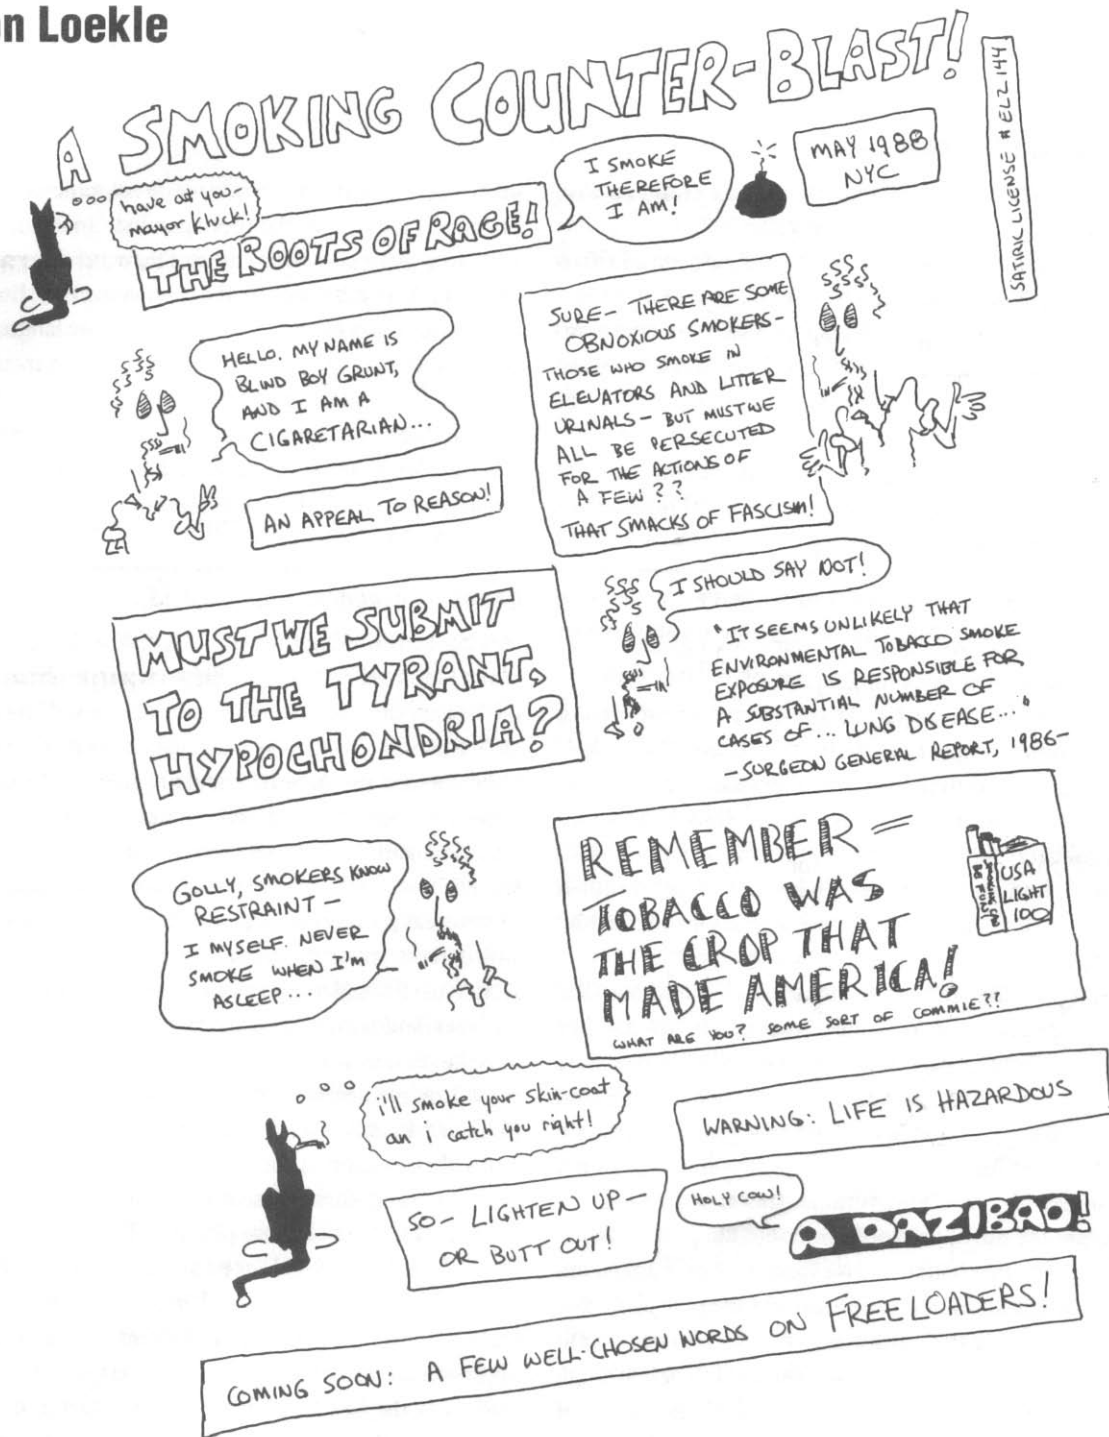 on Loekle
A SMOKING COUNTER-BLAST!
SATIRIK LICENSE # ELZ 144
MAY 1988
NYC
have at you-
mayor kluck!
THE ROOTS OF RAGE!
I SMOKE
THEREFORE
I AM!
HELLO. MY NAME IS
BLIND BOY GRUNT,
AND I AM A
CIGARETARIAN...
AN APPEAL TO REASON!
SURE- THERE ARE SOME
OBNOXIOUS SMOKERS-
THOSE WHO SMOKE IN
ELEVATORS AND LITTER
URINALS- BUT MUST WE
ALL BE PERSECUTED
FOR THE ACTIONS OF
A FEW??
THAT SMACKS OF FASCISM!
MUST WE SUBMIT
TO THE TYRANT,
HYPOCHONDRIA?
I SHOULD SAY NOT!
"IT SEEMS UNLIKELY THAT
ENVIRONMENTAL TOBACCO SMOKE
EXPOSURE IS RESPONSIBLE FOR
A SUBSTANTIAL NUMBER OF
CASES OF... LUNG DISEASE..."
-SURGEON GENERAL REPORT, 1986-
GOLLY, SMOKERS KNOW
RESTRAINT-
I MYSELF. NEVER
SMOKE WHEN I'M
ASLEEP...
REMEMBER-
TOBACCO WAS
THE CROP THAT
MADE AMERICA!
WHAT ARE YOU? SOME SORT OF COMMIE??
SMOKING CAN
BE FUN!
USA
LIGHT
100
i'll smoke your skin-coat
an i catch you right!
WARNING: LIFE IS HAZARDOUS
SO- LIGHTEN UP-
OR BUTT OUT!
HOLY COW!
A DAZIBAO!
COMING SOON: A FEW WELL-CHOSEN WORDS ON FREELOADERS!